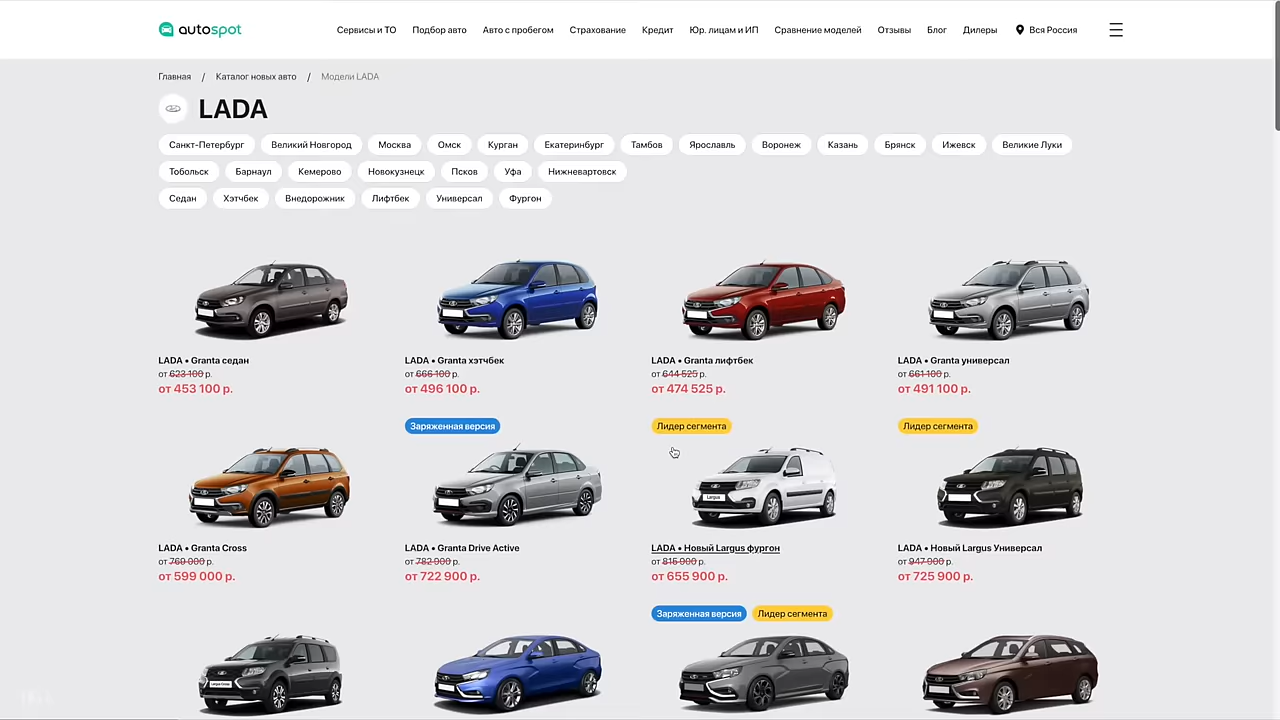 autospot
Сервисы и ТО Подбор авто Авто с пробегом Страхование Кредит Юр. лицам и ИП Сравнение моделей Отзывы Блог Дилеры Вся Россия
Главная / Каталог новых авто / Модели LADA
LADA
Санкт-Петербург Великий Новгород Москва Омск Курган Екатеринбург Тамбов Ярославль Воронеж Казань Брянск Ижевск Великие Луки
Тобольск Барнаул Кемерово Новокузнецк Псков Уфа Нижневартовск
Седан Хэтчбек Внедорожник Лифтбек Универсал Фургон
LADA • Granta седан
от 623 100 р.
от 453 100 р.
LADA • Granta хэтчбек
от 666 100 р.
от 496 100 р.
LADA • Granta лифтбек
от 644 525 р.
от 474 525 р.
LADA • Granta универсал
от 661 100 р.
от 491 100 р.
LADA • Granta Cross
от 769 000 р.
от 599 000 р.
Заряженная версия
LADA • Granta Drive Active
от 782 900 р.
от 722 900 р.
Лидер сегмента
Largus
LADA • Новый Largus фургон
от 815 900 р.
от 655 900 р.
Лидер сегмента
LADA • Новый Largus Универсал
от 947 900 р.
от 725 900 р.
Largus Cross
Заряженная версия Лидер сегмента